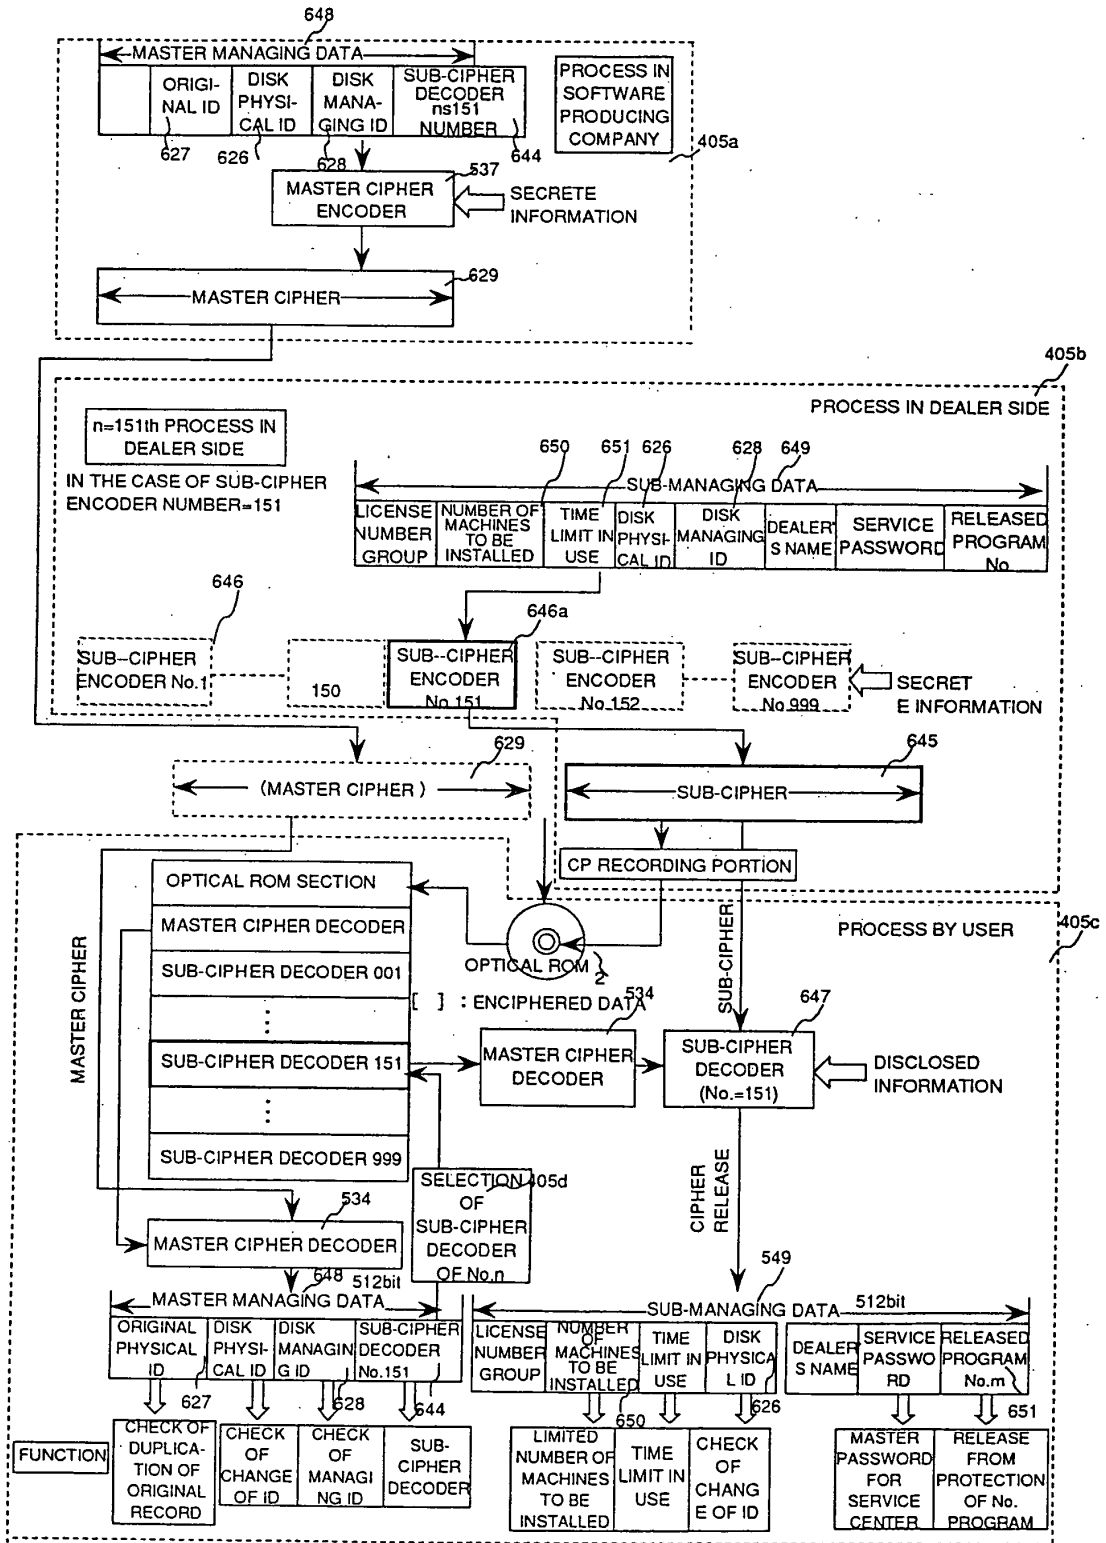 648
MASTER MANAGING DATA
ORIGI-
NAL ID
DISK
PHYSI-
CAL ID
DISK
MANA-
GING ID
SUB-CIPHER
DECODER
ns151
NUMBER
PROCESS IN
SOFTWARE
PRODUCING
COMPANY
627
626
628
644
405a
537
MASTER CIPHER
ENCODER
SECRETE
INFORMATION
629
MASTER CIPHER
405b
PROCESS IN DEALER SIDE
n=151th PROCESS IN
DEALER SIDE
IN THE CASE OF SUB-CIPHER
ENCODER NUMBER=151
650
651
626
628
649
SUB-MANAGING DATA
LICENSE
NUMBER
GROUP
NUMBER OF
MACHINES
TO BE
INSTALLED
TIME
LIMIT IN
USE
DISK
PHYSI-
CAL ID
DISK
MANAGING
ID
DEALER'
S NAME
SERVICE
PASSWORD
RELEASED
PROGRAM
No
646
646a
SUB--CIPHER
ENCODER No.1
150
SUB--CIPHER
ENCODER
No.151
SUB--CIPHER
ENCODER
No.152
SUB--CIPHER
ENCODER
No.999
SECRET
E INFORMATION
629
(MASTER CIPHER )
645
SUB-CIPHER
CP RECORDING PORTION
OPTICAL ROM SECTION
MASTER CIPHER DECODER
SUB-CIPHER DECODER 001
SUB-CIPHER DECODER 151
SUB-CIPHER DECODER 999
MASTER CIPHER
OPTICAL ROM
2
SUB-CIPHER
PROCESS BY USER
405c
[ ] : ENCIPHERED DATA
534
MASTER CIPHER
DECODER
647
SUB-CIPHER
DECODER
(No.=151)
DISCLOSED
INFORMATION
CIPHER
RELEASE
SELECTION
405d
OF
SUB-CIPHER
DECODER
OF No.n
534
MASTER CIPHER DECODER
648
512bit
MASTER MANAGING DATA
ORIGINAL
PHYSICAL
ID
DISK
PHYSI-
CAL ID
DISK
MANAGIN
G ID
SUB-CIPHER
DECODER
No.151
627
628
644
549
SUB-MANAGING DATA
512bit
LICENSE
NUMBER
GROUP
NUMBER
OF
MACHINES
TO BE
INSTALLED
TIME
LIMIT IN
USE
DISK
PHYSICA
L ID
DEALER'
S NAME
SERVICE
PASSWO
RD
RELEASED
PROGRAM
No.m
650
626
651
FUNCTION
CHECK OF
DUPLICA-
TION OF
ORIGINAL
RECORD
CHECK
OF
CHANGE
OF ID
CHECK
OF
MANAGI
NG ID
SUB-
CIPHER
DECODER
LIMITED
NUMBER OF
MACHINES
TO BE
INSTALLED
TIME
LIMIT IN
USE
CHECK
OF
CHANG
E OF ID
MASTER
PASSWORD
FOR
SERVICE
CENTER
RELEASE
FROM
PROTECTION
OF No.
PROGRAM